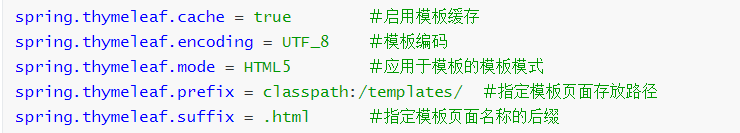 spring.thymeleaf.cache = true #启用模板缓存
spring.thymeleaf.encoding = UTF_8 #模板编码
spring.thymeleaf.mode = HTML5 #应用于模板的模板模式
spring.thymeleaf.prefix = classpath:/templates/ #指定模板页面存放路径
spring.thymeleaf.suffix = .html #指定模板页面名称的后缀